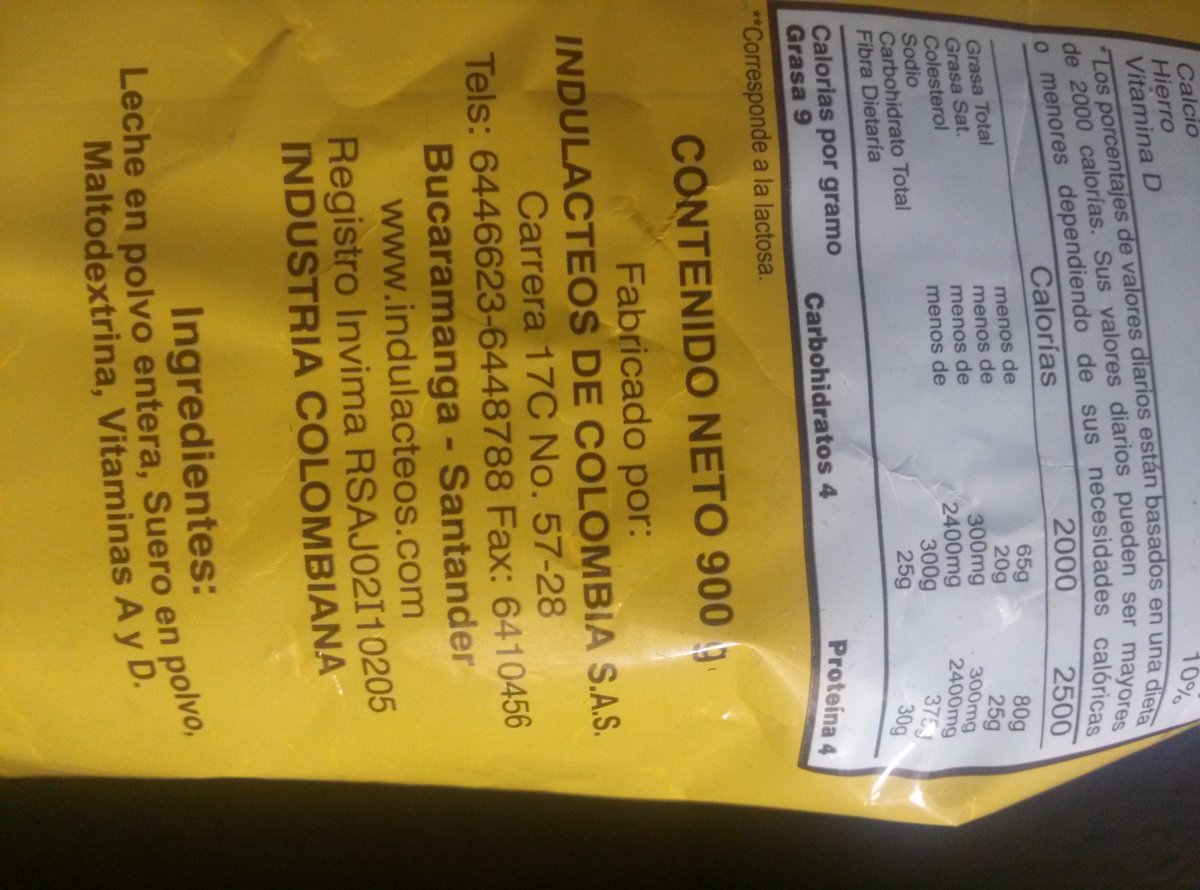 Calcio 10%
Hierro
Vitamina D
*Los porcentajes de valores diarios están basados en una dieta
de 2000 calorías. Sus valores diarios pueden ser mayores
o menores dependiendo de sus necesidades calóricas
Calorías 2000 2500
Grasa Total menos de 65g 80g
Grasa Sat. menos de 20g 25g
Colesterol menos de 300mg 300mg
Sodio menos de 2400mg 2400mg
Carbohidrato Total 300g 375g
Fibra Dietaria 25g 30g
Calorias por gramo
Grasa 9 Carbohidratos 4 Proteína 4
**Corresponde a la lactosa.
CONTENIDO NETO 900 g
Fabricado por:
INDULACTEOS DE COLOMBIA S.A.S.
Carrera 17C No. 57-28
Tels: 6446623-6448788 Fax: 6410456
Bucaramanga - Santander
www.indulacteos.com
Registro Invima RSAJ02I110205
INDUSTRIA COLOMBIANA
Ingredientes:
Leche en polvo entera, Suero en polvo,
Maltodextrina, Vitaminas A y D.